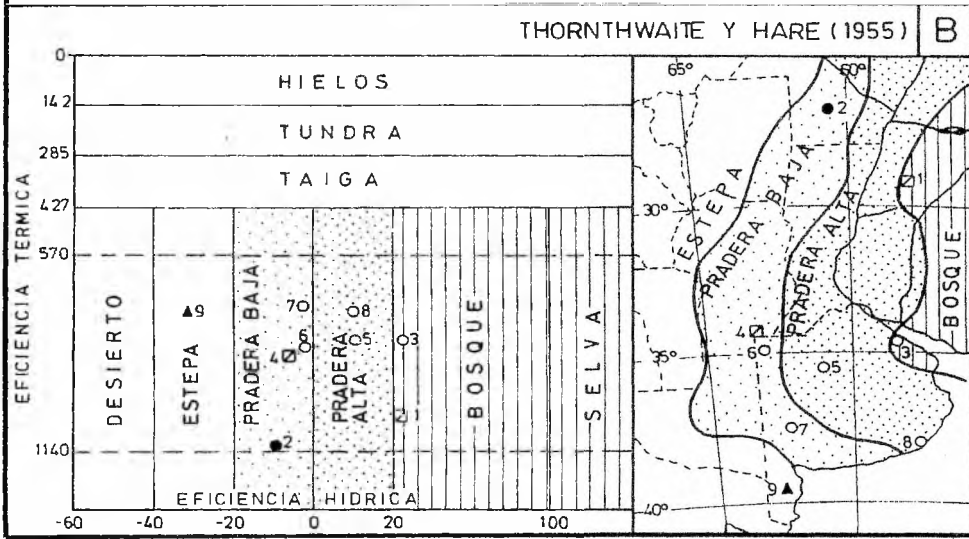 THORNTHWAITE Y HARE (1955) B
0
HIELOS
142
TUNDRA
285
TAIGA
427
570
1140
EFICIENCIA TERMICA
DESIERTO
ESTEPA
PRADERA BAJA
PRADERA ALTA
BOSQUE
SELVA
9
7
8
6
5
3
4
1
2
EFICIENCIA HIDRICA
-60 -40 -20 0 20 100
65° 60°
30°
35°
40°
ESTEPA
PRADERA BAJA
PRADERA ALTA
BOSQUE
2
1
4
6
3
5
7
8
9